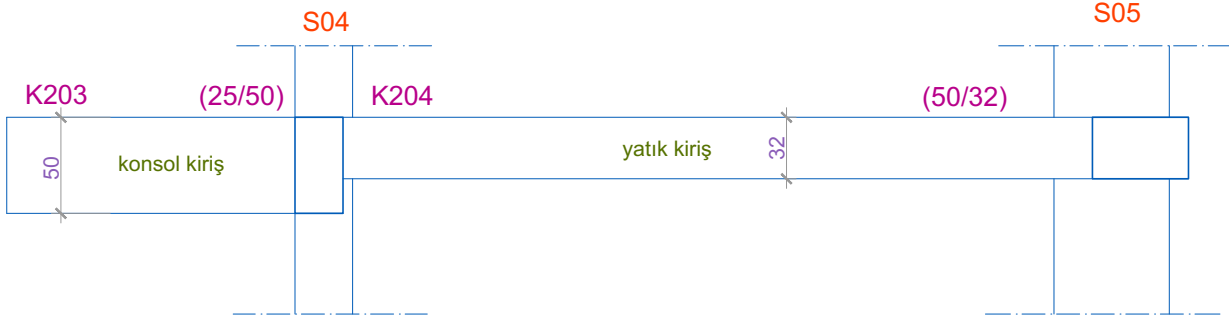 S04
S05
K203
(25/50)
K204
(50/32)
50
konsol kiriş
yatık kiriş
32